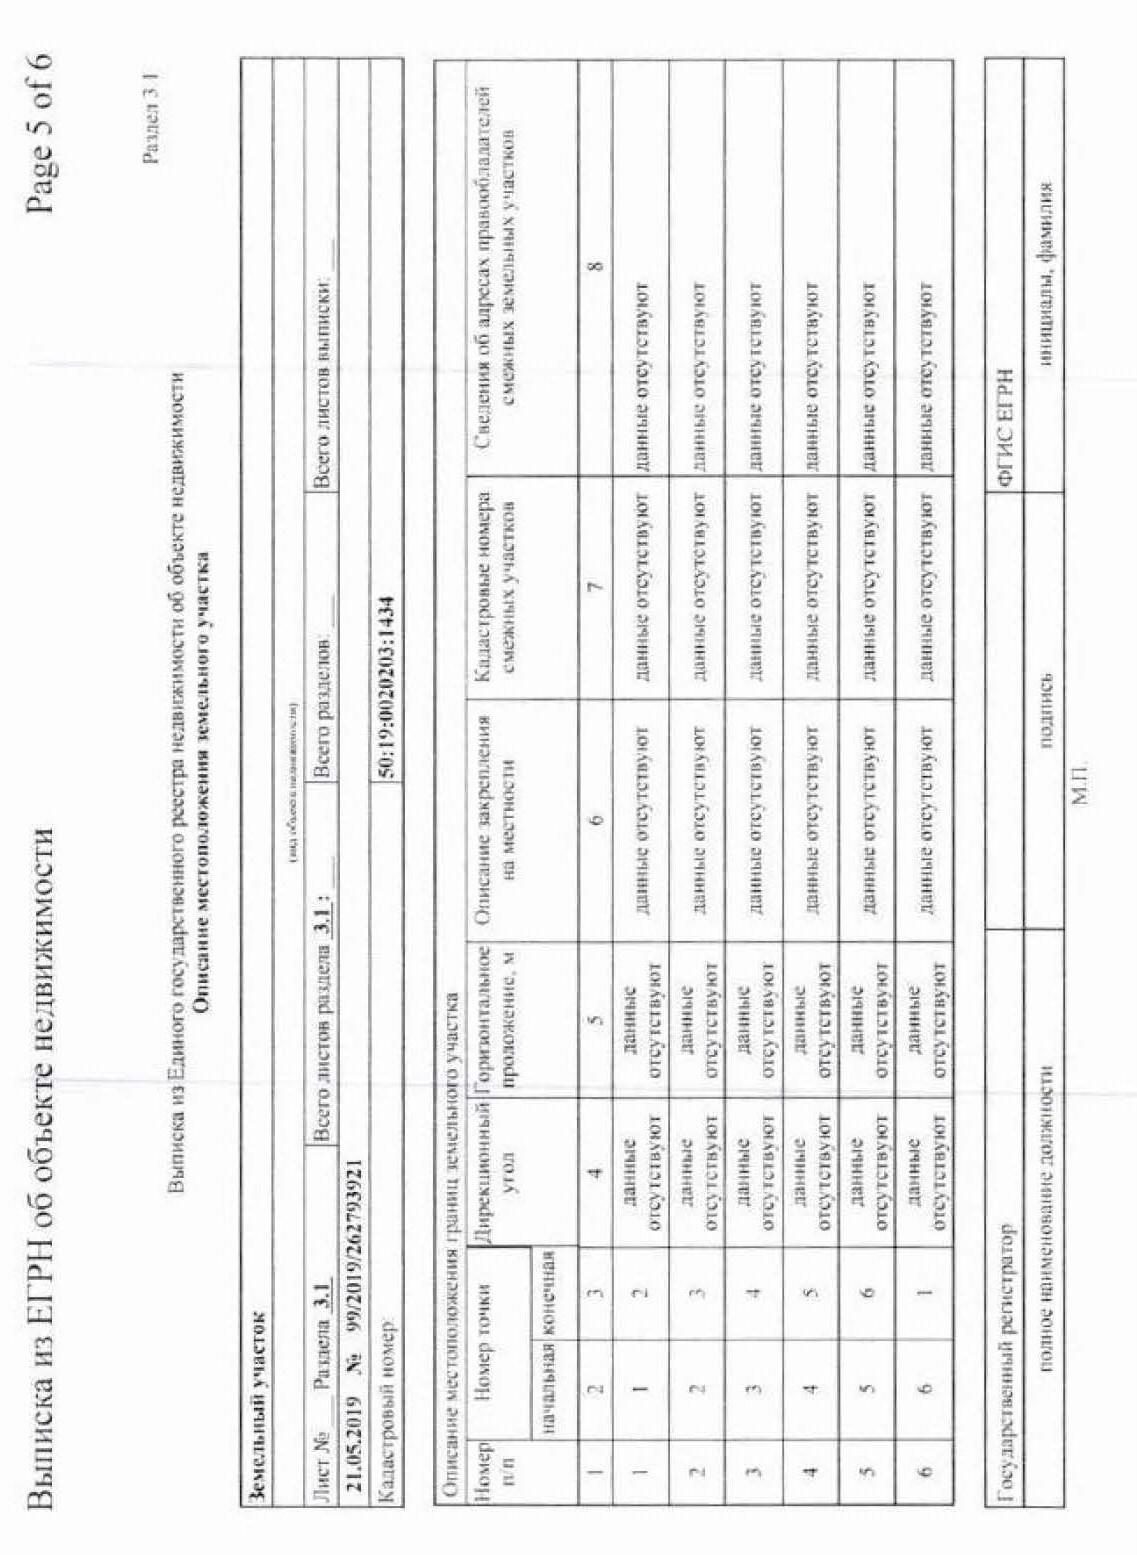 Выписка из ЕГРН об объекте недвижимости Page 5 of 6
Раздел 3.1
Выписка из Единого государственного реестра недвижимости об объекте недвижимости
Описание местоположения земельного участка
Земельный участок
(вид объекта недвижимости)
Лист № ___ Раздела 3.1 Всего листов раздела 3.1 : ___ Всего разделов: ___ Всего листов выписки: ___
21.05.2019 № 99/2019/262793921
Кадастровый номер: 50:19:0020203:1434
Описание местоположения границ земельного участка
Номер Номер точки Дирекционный Горизонтальное Описание закрепления Кадастровые номера Сведения об адресах правообладателей
п/п начальная конечная угол проложение, м на местности смежных участков смежных земельных участков
1 2 3 4 5 6 7 8
1 1 2 данные данные данные отсутствуют данные отсутствуют данные отсутствуют
отсутствуют отсутствуют
2 2 3 данные данные данные отсутствуют данные отсутствуют данные отсутствуют
отсутствуют отсутствуют
3 3 4 данные данные данные отсутствуют данные отсутствуют данные отсутствуют
отсутствуют отсутствуют
4 4 5 данные данные данные отсутствуют данные отсутствуют данные отсутствуют
отсутствуют отсутствуют
5 5 6 данные данные данные отсутствуют данные отсутствуют данные отсутствуют
отсутствуют отсутствуют
6 6 1 данные данные данные отсутствуют данные отсутствуют данные отсутствуют
отсутствуют отсутствуют
Государственный регистратор ФГИС ЕГРН
полное наименование должности подпись инициалы, фамилия
М.П.